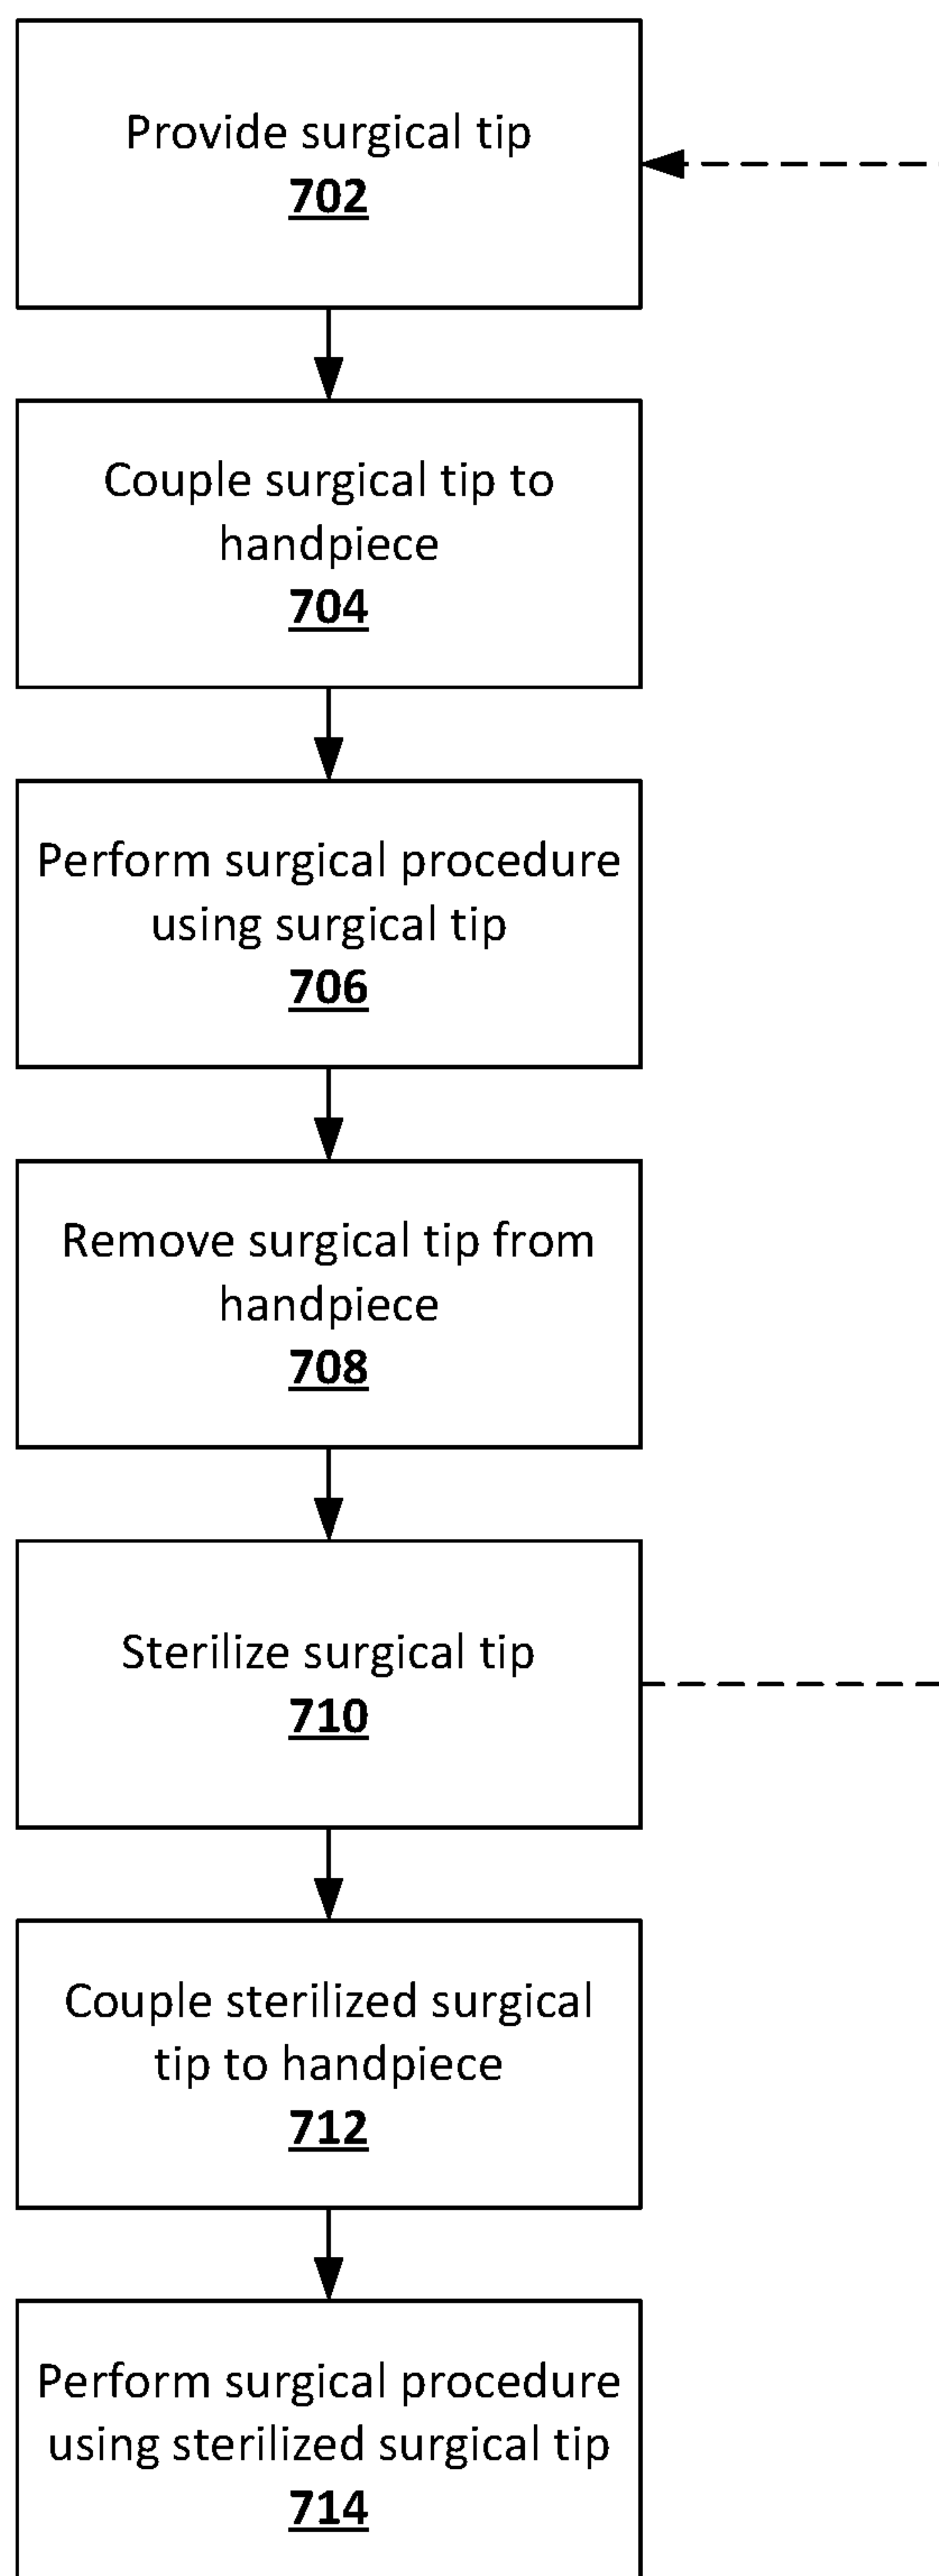 Provide surgical tip
702
Couple surgical tip to
handpiece
704
Perform surgical procedure
using surgical tip
706
Remove surgical tip from
handpiece
708
Sterilize surgical tip
710
Couple sterilized surgical
tip to handpiece
712
Perform surgical procedure
using sterilized surgical tip
714